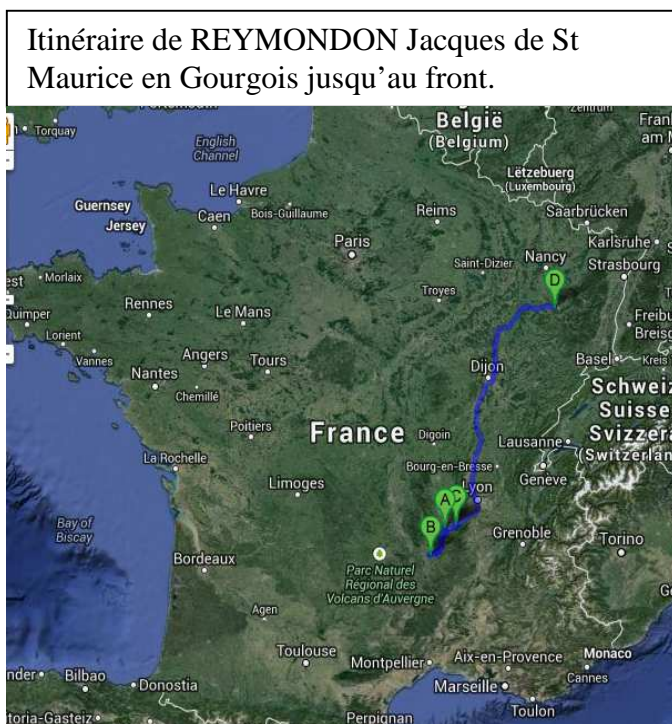 Itinéraire de REYMONDON Jacques de St
Maurice en Gourgois jusqu'au front.
Torquay
English
Channel
België
(Belgium)
Lëtzebuerg
(Luxembourg)
Guernsey
Jersey
Le Havre
Caen
Bois-Guillaume
Reims
Saarbrücken
Karlsruhe
Paris
Saint-Dizier
Nancy
Strasbourg
D
Morlaix
Quimper
Rennes
Le Mans
Troyes
Lorient
Vannes
Angers
Tours
Dijon
Basel
Nantes
Chemillé
Schweiz
Suisse
Svizzera
(Switzerland)
Poitiers
France
Digoin
Lausanne
La Rochelle
Bourg-en-Bresse
Genève
Limoges
A
C
Lyon
B
Bay of
Biscay
Grenoble
Torino
Bordeaux
Parc Naturel
Régional des
Volcans d'Auvergne
Agen
Toulouse
Montpellier
Aix-en-Provence
Monaco
Cannes
Bilbao
Donostia
Marseille
Toulon
Perpignan